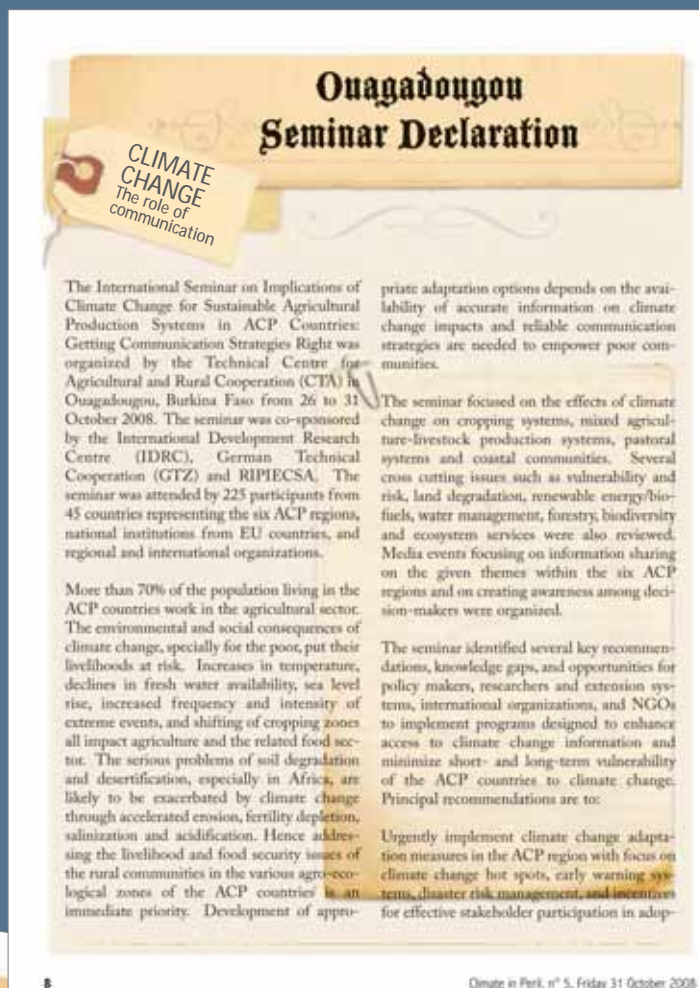 Ouagadougou
Seminar Declaration
CLIMATE
CHANGE
The role of
communication
The International Seminar on Implications of
Climate Change for Sustainable Agricultural
Production Systems in ACP Countries:
Getting Communication Strategies Right was
organized by the Technical Centre for
Agricultural and Rural Cooperation (CTA) in
Ouagadougou, Burkina Faso from 26 to 31
October 2008. The seminar was co-sponsored
by the International Development Research
Centre (IDRC), German Technical
Cooperation (GTZ) and RIPIECSA. The
seminar was attended by 225 participants from
45 countries representing the six ACP regions,
national institutions from EU countries, and
regional and international organizations.
More than 70% of the population living in the
ACP countries work in the agricultural sector.
The environmental and social consequences of
climate change, specially for the poor, put their
livelihoods at risk. Increases in temperature,
declines in fresh water availability, sea level
rise, increased frequency and intensity of
extreme events, and shifting of cropping zones
all impact agriculture and the related food sec-
tor. The serious problems of soil degradation
and desertification, especially in Africa, are
likely to be exacerbated by climate change
through accelerated erosion, fertility depletion,
salinization and acidification. Hence addres-
sing the livelihood and food security issues of
the rural communities in the various agro-eco-
logical zones of the ACP countries is an
immediate priority. Development of appro-
priate adaptation options depends on the avai-
lability of accurate information on climate
change impacts and reliable communication
strategies are needed to empower poor com-
munities.
The seminar focused on the effects of climate
change on cropping systems, mixed agricul-
ture-livestock production systems, pastoral
systems and coastal communities. Several
cross cutting issues such as vulnerability and
risk, land degradation, renewable energy/bio-
fuels, water management, forestry, biodiversity
and ecosystem services were also reviewed.
Media events focusing on information sharing
on the given themes within the six ACP
regions and on creating awareness among deci-
sion-makers were organized.
The seminar identified several key recommen-
dations, knowledge gaps, and opportunities for
policy makers, researchers and extension sys-
tems, international organizations, and NGOs
to implement programs designed to enhance
access to climate change information and
minimize short- and long-term vulnerability
of the ACP countries to climate change.
Principal recommendations are to:
Urgently implement climate change adapta-
tion measures in the ACP region with focus on
climate change hot spots, early warning sys-
tems, disaster risk management, and incentives
for effective stakeholder participation in adop-
8
Climate in Peril, n° 5, Friday 31 October 2008